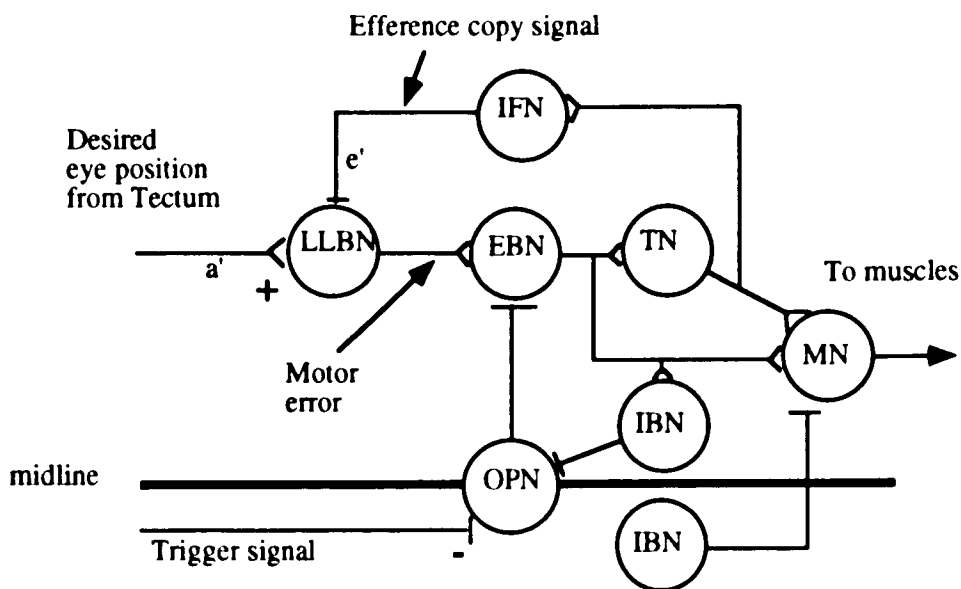 Efference copy signal
IFN
Desired
eye position
from Tectum
e'
LLBN
EBN
TN
a'
+
To muscles
MN
Motor
error
IBN
midline
OPN
Trigger signal
-
IBN